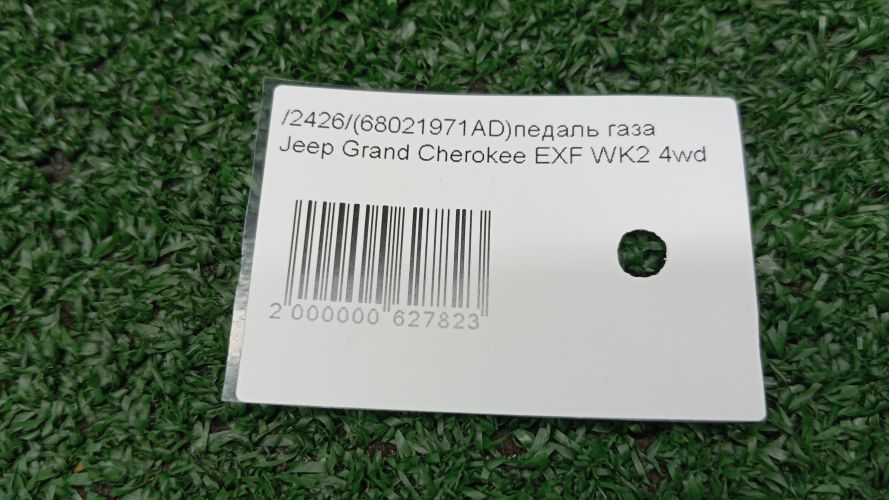 /2426/(68021971AD)педаль газа
Jeep Grand Cherokee EXF WK2 4wd
2 000000 627823